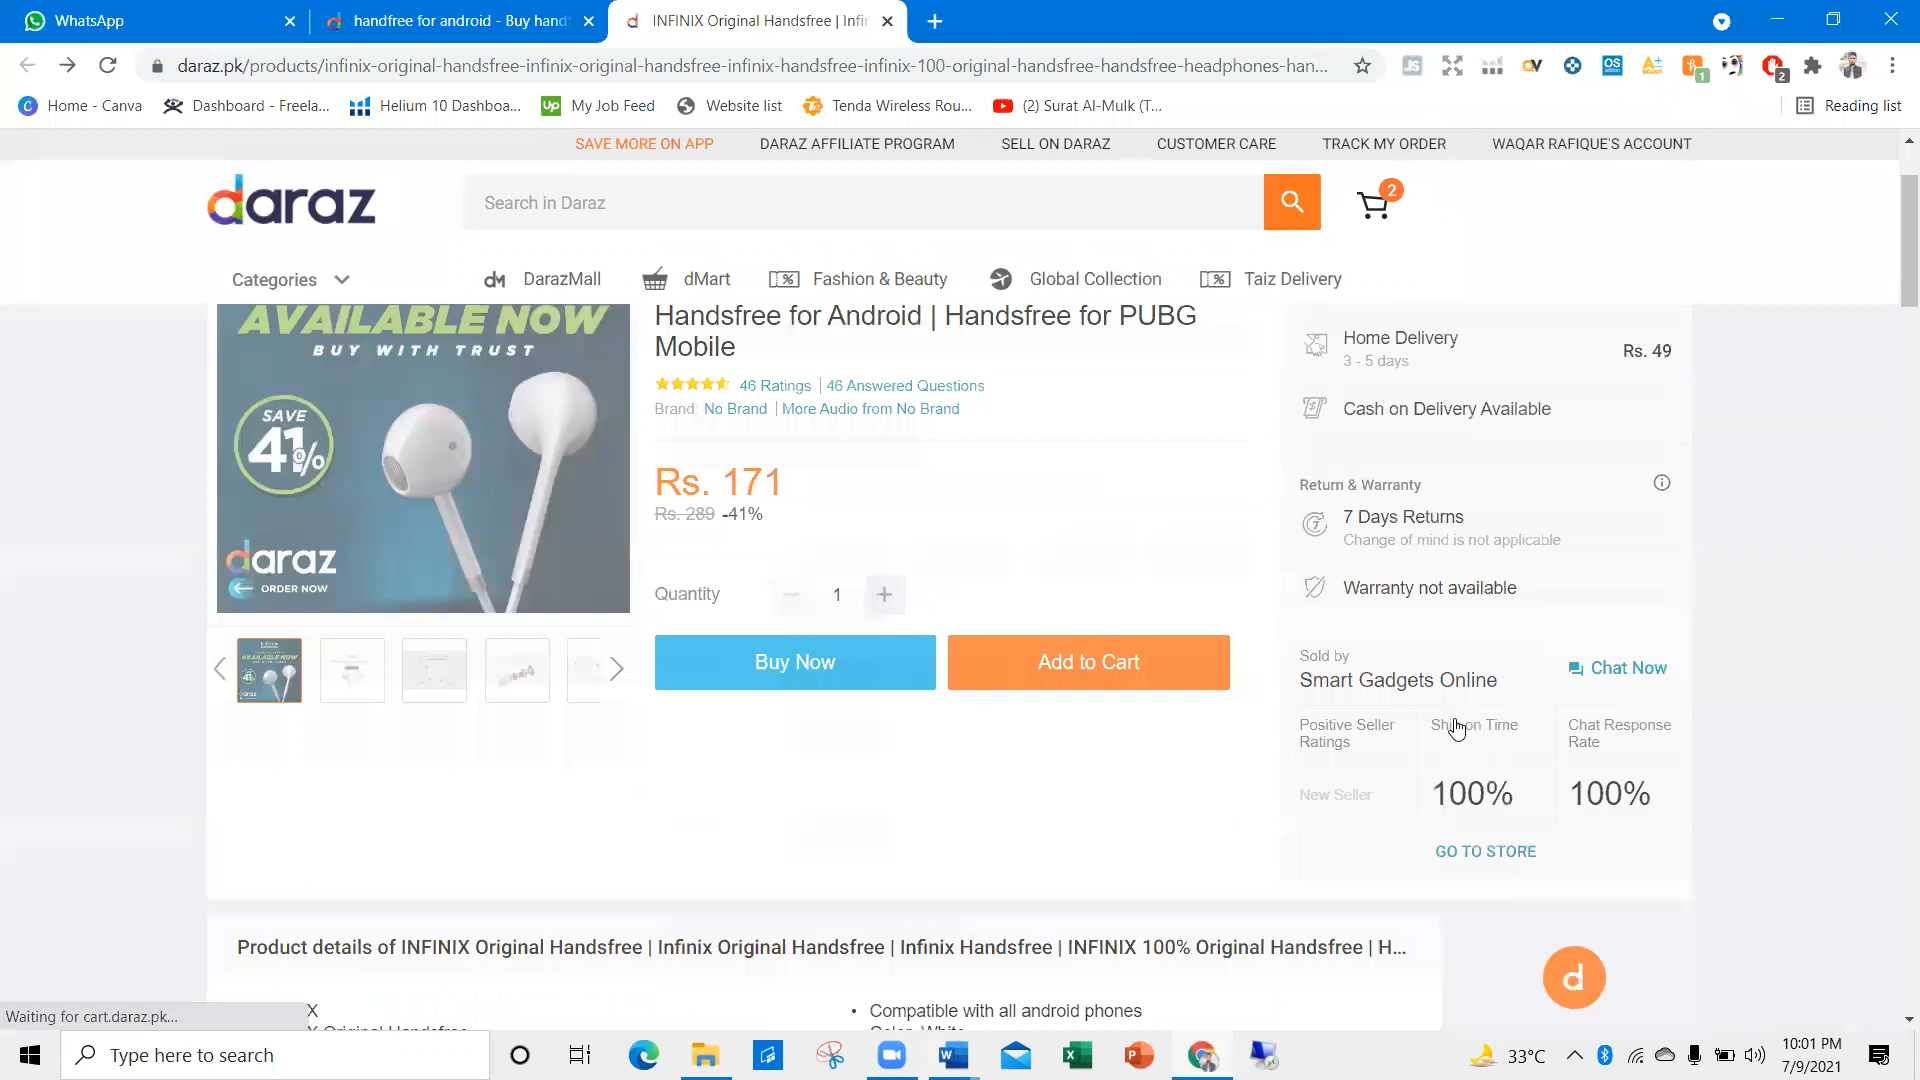 WhatsApp
handfree for android - Buy hand
INFINIX Original Handsfree | Infi
daraz.pk/products/infinix-original-handsfree-infinix-original-handsfree-infinix-handsfree-infinix-100-original-handsfree-handsfree-headphones-han...
Home - Canva
Dashboard - Freela...
Helium 10 Dashboa...
My Job Feed
Website list
Tenda Wireless Rou...
(2) Surat Al-Mulk (T...
Reading list
SAVE MORE ON APP
DARAZ AFFILIATE PROGRAM
SELL ON DARAZ
CUSTOMER CARE
TRACK MY ORDER
WAQAR RAFIQUE'S ACCOUNT
daraz
Search in Daraz
2
Categories
DarazMall
dMart
Fashion & Beauty
Global Collection
Taiz Delivery
AVAILABLE NOW
BUY WITH TRUST
SAVE
41%
daraz
ORDER NOW
Handsfree for Android | Handsfree for PUBG
Mobile
46 Ratings | 46 Answered Questions
Brand: No Brand | More Audio from No Brand
Rs. 171
Rs. 289 -41%
Quantity
1
Buy Now
Add to Cart
Home Delivery
Rs. 49
3 - 5 days
Cash on Delivery Available
Return & Warranty
7 Days Returns
Change of mind is not applicable
Warranty not available
Sold by
Smart Gadgets Online
Chat Now
Positive Seller
Ratings
Ship on Time
Chat Response
Rate
New Seller
100%
100%
GO TO STORE
Product details of INFINIX Original Handsfree | Infinix Original Handsfree | Infinix Handsfree | INFINIX 100% Original Handsfree | H...
• Compatible with all android phones
Waiting for cart.daraz.pk...
Type here to search
33°C
10:01 PM
7/9/2021